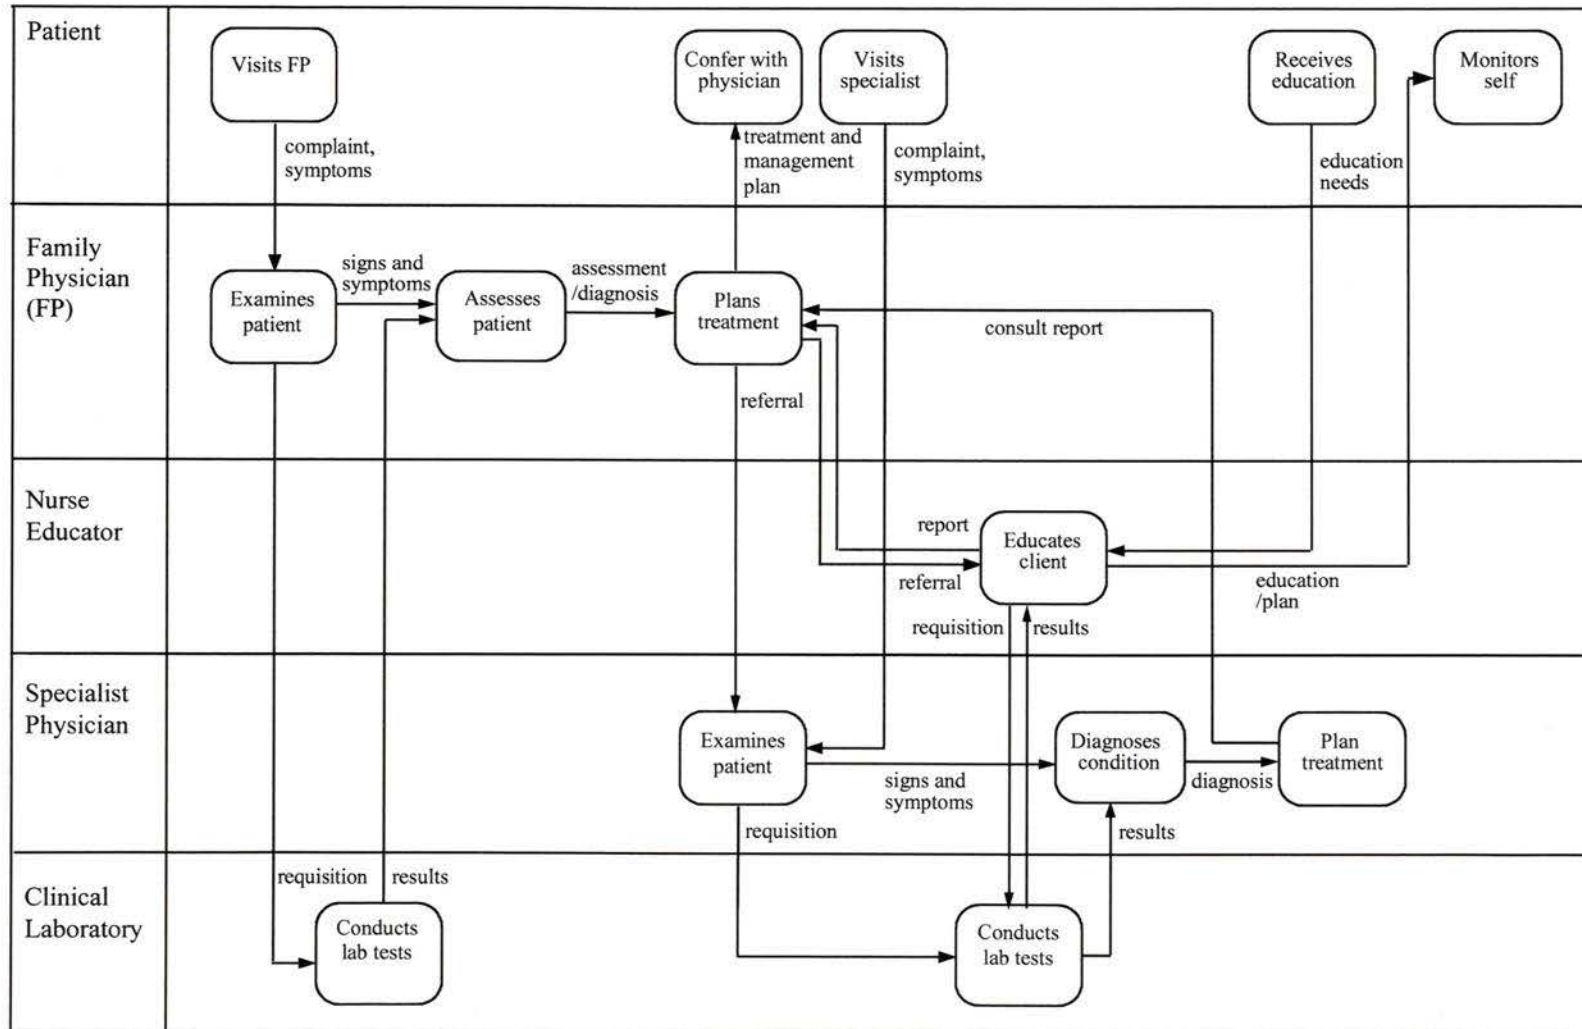 Patient
Visits FP
Confer with
physician
Visits
specialist
Receives
education
Monitors
self
complaint,
symptoms
treatment and
management
plan
complaint,
symptoms
education
needs
Family
Physician
(FP)
Examines
patient
signs and
symptoms
Assesses
patient
assessment
/diagnosis
Plans
treatment
consult report
referral
Nurse
Educator
report
referral
Educates
client
education
/plan
requisition
results
Specialist
Physician
Examines
patient
signs and
symptoms
Diagnoses
condition
diagnosis
Plan
treatment
requisition
results
Clinical
Laboratory
requisition
results
Conducts
lab tests
Conducts
lab tests